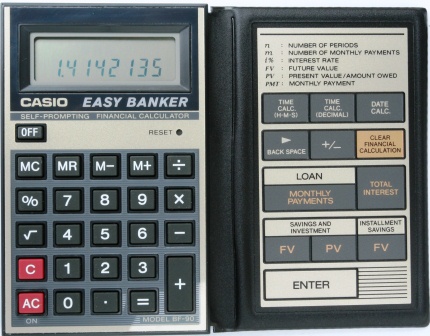 1.4142135
CASIO EASY BANKER
SELF-PROMPTING FINANCIAL CALCULATOR
OFF
RESET
MC MR M- M+ ÷
% 7 8 9 ×
√ 4 5 6 −
C 1 2 3 +
AC 0 · =
ON
MODEL BF-90
n : NUMBER OF PERIODS
m : NUMBER OF MONTHLY PAYMENTS
i% : INTEREST RATE
FV : FUTURE VALUE
PV : PRESENT VALUE/AMOUNT OWED
PMT : MONTHLY PAYMENT
TIME CALC. (H-M-S)
TIME CALC. (DECIMAL)
DATE CALC.
BACK SPACE
+/−
CLEAR FINANCIAL CALCULATION
LOAN
MONTHLY PAYMENTS
TOTAL INTEREST
SAVINGS AND INVESTMENT
INSTALLMENT SAVINGS
FV PV FV
ENTER